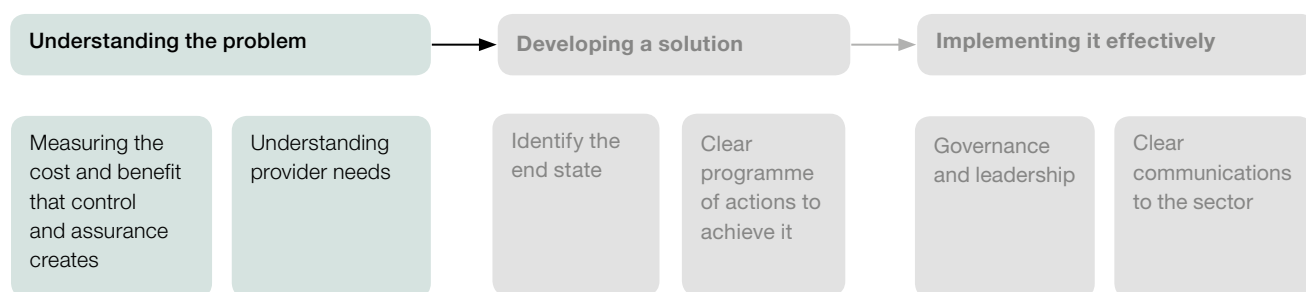 Understanding the problem
Developing a solution
Implementing it effectively
Measuring the
cost and benefit
that control
and assurance
creates
Understanding
provider needs
Identify the
end state
Clear
programme
of actions to
achieve it
Governance
and leadership
Clear
communications
to the sector